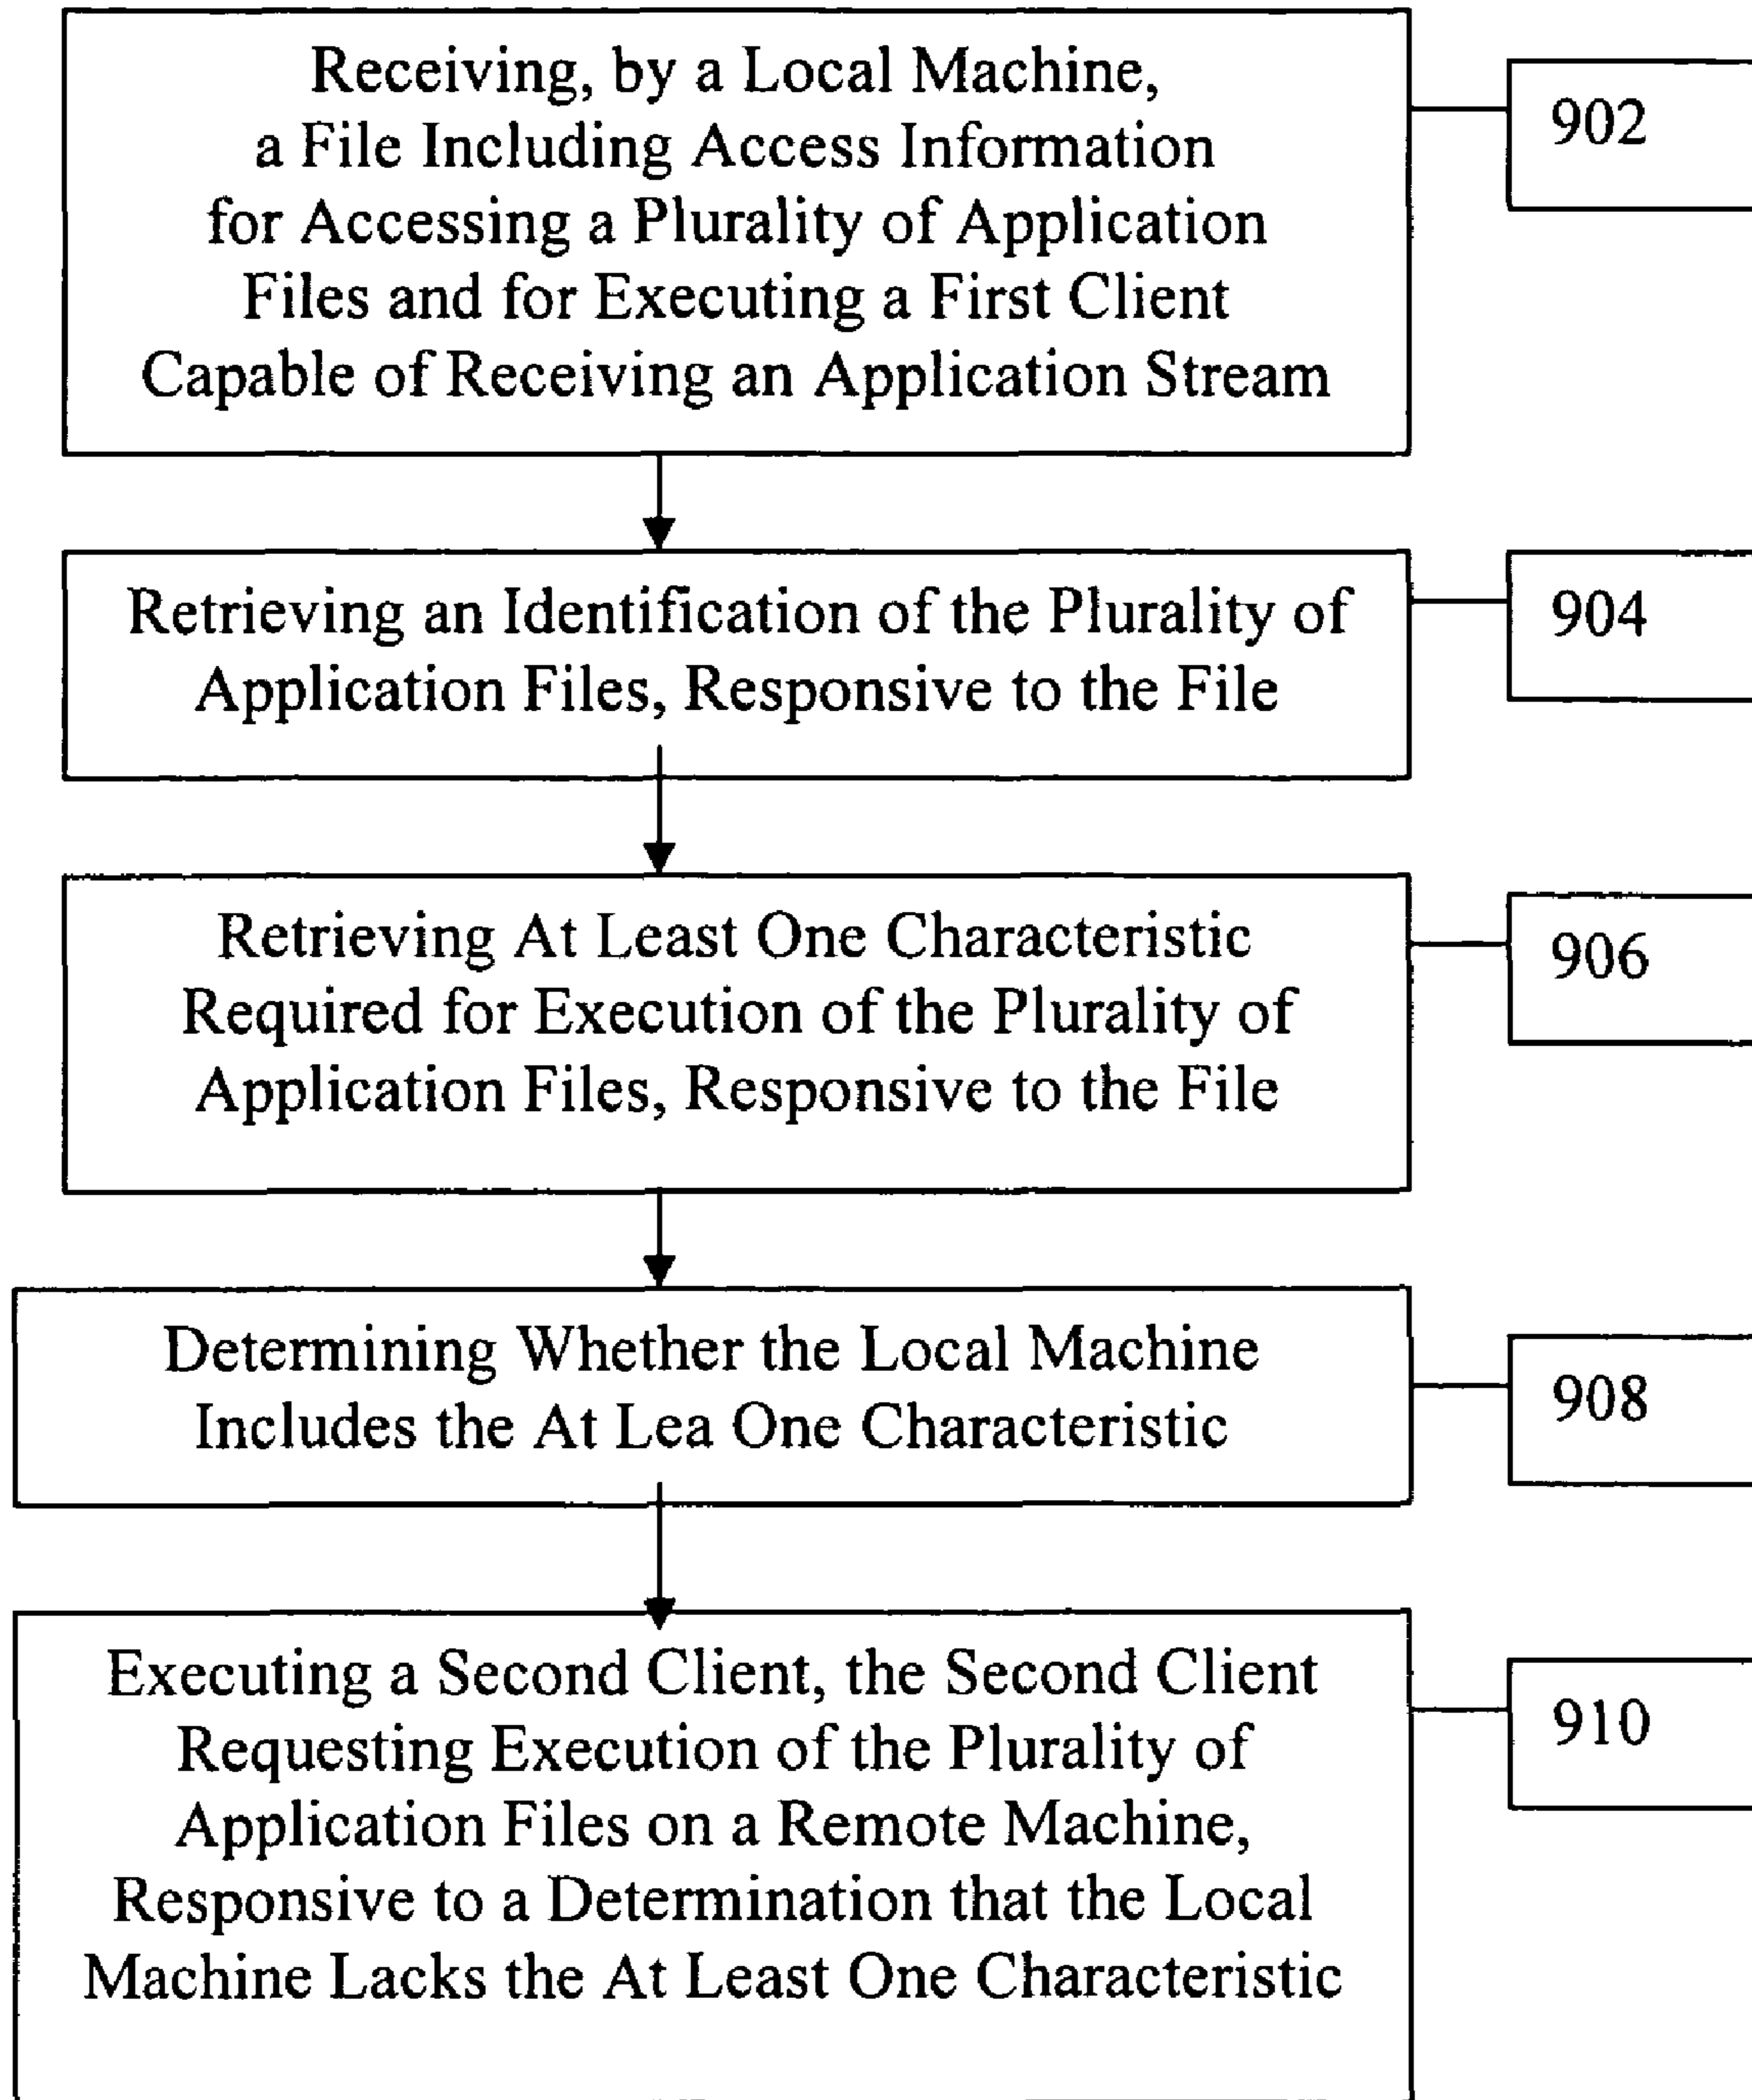 Receiving, by a Local Machine,
a File Including Access Information
for Accessing a Plurality of Application
Files and for Executing a First Client
Capable of Receiving an Application Stream
902
Retrieving an Identification of the Plurality of
Application Files, Responsive to the File
904
Retrieving At Least One Characteristic
Required for Execution of the Plurality of
Application Files, Responsive to the File
906
Determining Whether the Local Machine
Includes the At Lea One Characteristic
908
Executing a Second Client, the Second Client
Requesting Execution of the Plurality of
Application Files on a Remote Machine,
Responsive to a Determination that the Local
Machine Lacks the At Least One Characteristic
910